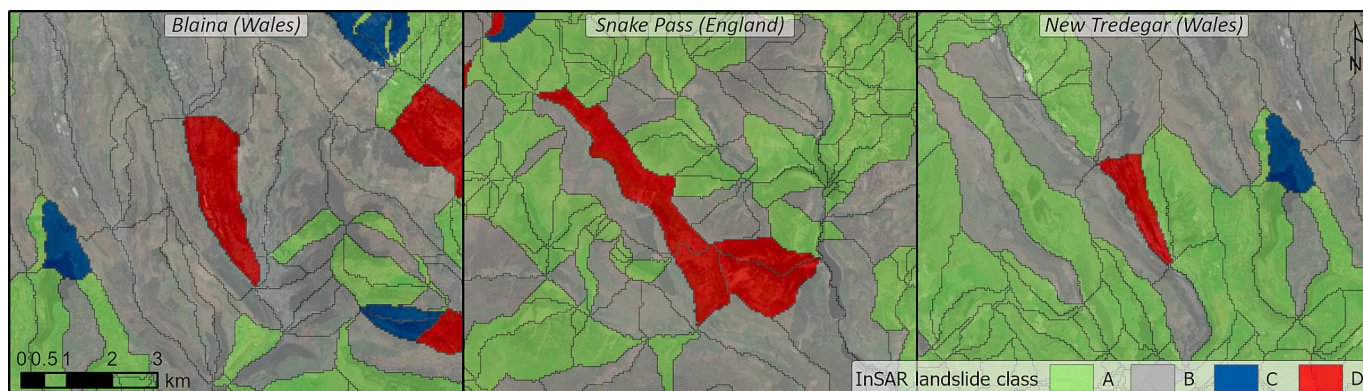 Blaina (Wales)
Snake Pass (England)
New Tredegar (Wales)
N
0 0.5 1 2 3
km
InSAR landslide class A B C D